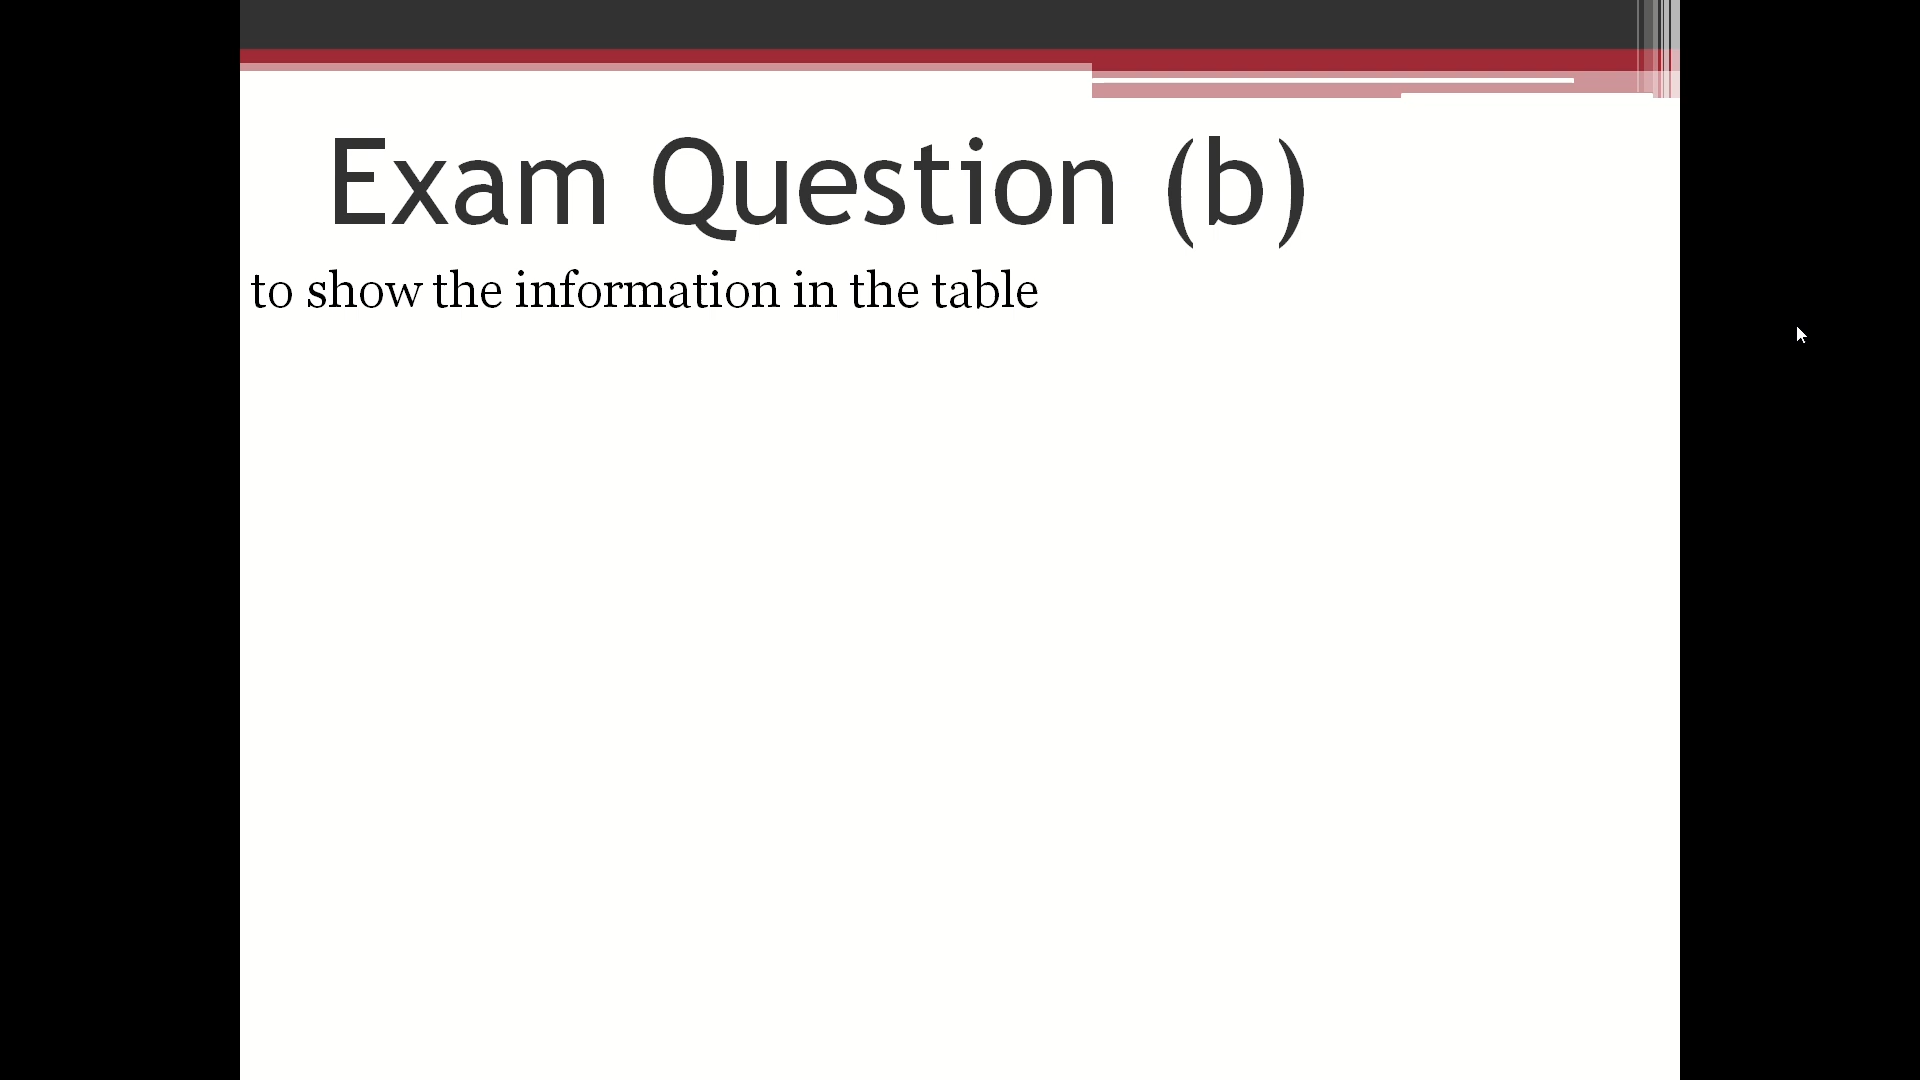 Exam Question (b)
to show the information in the table